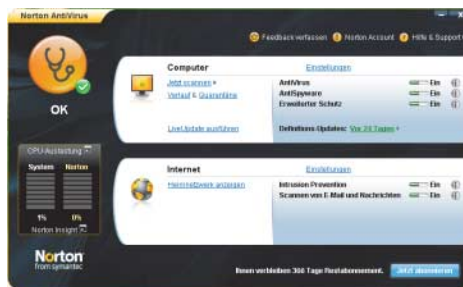 Norton AntiVirus
Feedback verfassen Norton Account Hilfe & Support
OK
Computer Einstellungen
Jetzt scannen
Verlauf & Quarantäne
LiveUpdate ausführen
AntiVirus Ein
AntiSpyware Ein
Erweiterter Schutz Ein
Definitions-Updates: Vor 20 Tagen
CPU-Auslastung
System Norton
1% 0%
Norton Insight
Internet Einstellungen
Heimnetzwerk anzeigen
Intrusion Prevention Ein
Scannen von E-Mail und Nachrichten Ein
Norton
from symantec
Ihnen verbleiben 366 Tage Restabonnement. Jetzt abonnieren